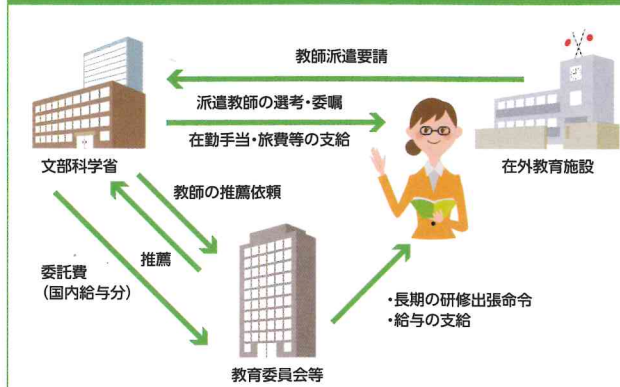 教師派遣要請
派遣教師の選考・委嘱
在勤手当・旅費等の支給
文部科学省
在外教育施設
教師の推薦依頼
推薦
委託費
（国内給与分）
・長期の研修出張命令
・給与の支給
教育委員会等